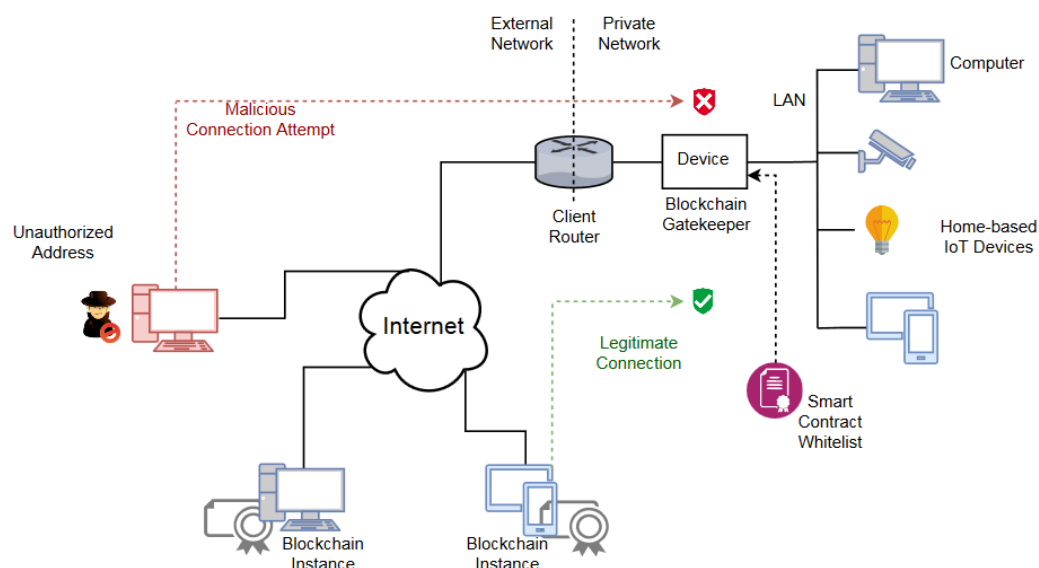 External
Network
Private
Network
Malicious
Connection Attempt
LAN
Computer
Device
Client
Router
Blockchain
Gatekeeper
Unauthorized
Address
Home-based
IoT Devices
Internet
Legitimate
Connection
Smart
Contract
Whitelist
Blockchain
Instance
Blockchain
Instance